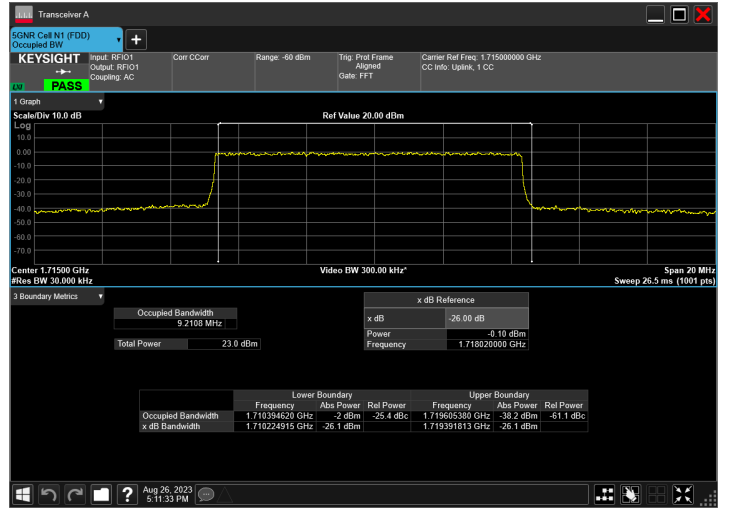 Transceiver A
5GNR Cell N1 (FDD)
Occupied BW
KEYSIGHT
Input: RFIO1
Output: RFIO1
Coupling: AC
Corr CCorr
Range: -60 dBm
Trig: Prot Frame
Aligned
Gate: FFT
Carrier Ref Freq: 1.715000000 GHz
CC Info: Uplink, 1 CC
LXI
PASS
1 Graph
Scale/Div 10.0 dB
Ref Value 20.00 dBm
Log
10.0
0.00
-10.0
-20.0
-30.0
-40.0
-50.0
-60.0
-70.0
Center 1.71500 GHz
Video BW 300.00 kHz*
Span 20 MHz
#Res BW 30.000 kHz
Sweep 26.5 ms (1001 pts)
3 Boundary Metrics
Occupied Bandwidth
9.2108 MHz
Total Power 23.0 dBm
x dB Reference
x dB -26.00 dB
Power -0.10 dBm
Frequency 1.718020000 GHz
Lower Boundary Upper Boundary
Frequency Abs Power Rel Power Frequency Abs Power Rel Power
Occupied Bandwidth 1.710394620 GHz -2 dBm -25.4 dBc 1.719605380 GHz -38.2 dBm -61.1 dBc
x dB Bandwidth 1.710224915 GHz -26.1 dBm 1.719391813 GHz -26.1 dBm
?
Aug 26, 2023
5:11:33 PM